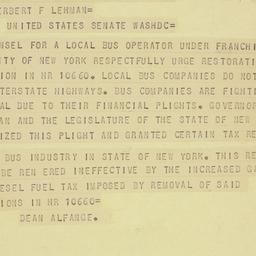 ERBERT F LEHMAN=
UNITED STATES SENATE WASHDC=
NSEL FOR A LOCAL BUS OPERATOR UNDER FRANCHI
ITY OF NEW YORK RESPECTFULLY URGE RESTORATI
ION IN HR 10660. LOCAL BUS COMPANIES DO NOT
TERSTATE HIGHWAYS. BUS COMPANIES ARE FIGHTI
AL DUE TO THEIR FINANCIAL PLIGHTS. GOVERNOR
AN AND THE LEGISLATURE OF THE STATE OF NEW
IZED THIS PLIGHT AND GRANTED CERTAIN TAX RE
BUS INDUSTRY IN STATE OF NEW YORK. THIS RE
BE REN ERED INEFFECTIVE BY THE INCREASED GA
ESEL FUEL TAX IMPOSED BY REMOVAL OF SAID
IONS IN HR 10660=
DEAN ALFANGE.